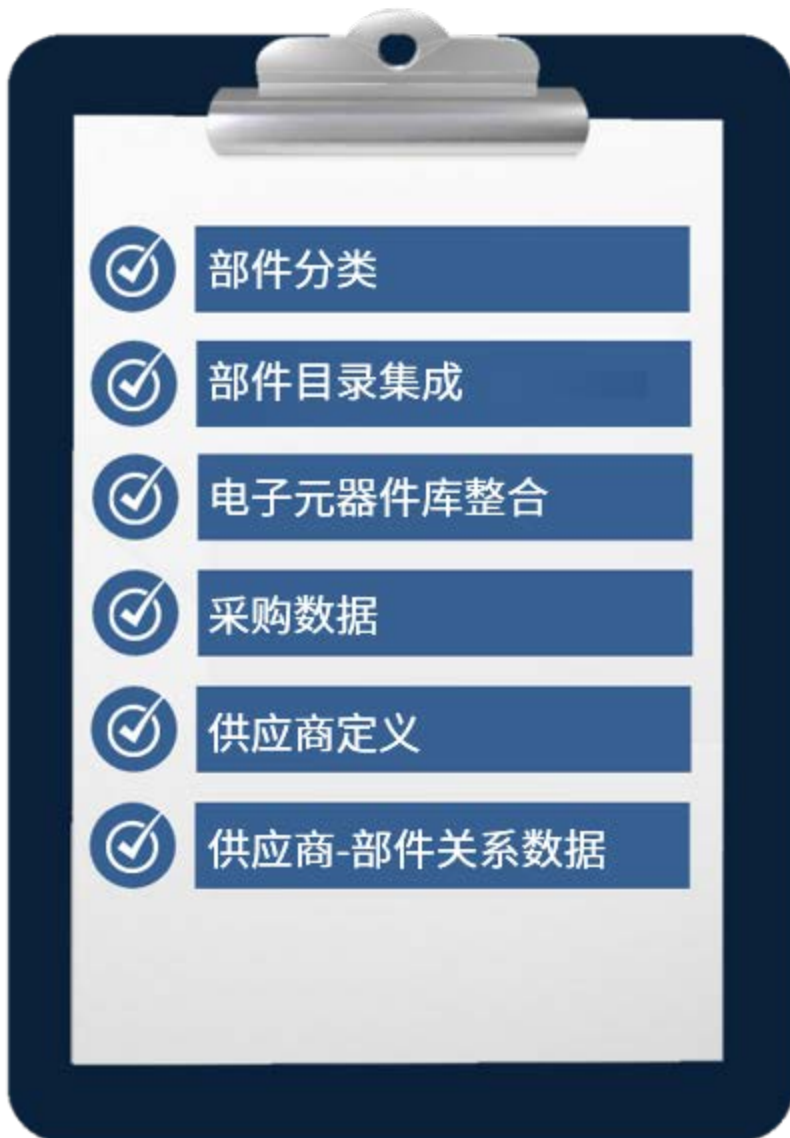 部件分类
部件目录集成
电子元器件库整合
采购数据
供应商定义
供应商-部件关系数据